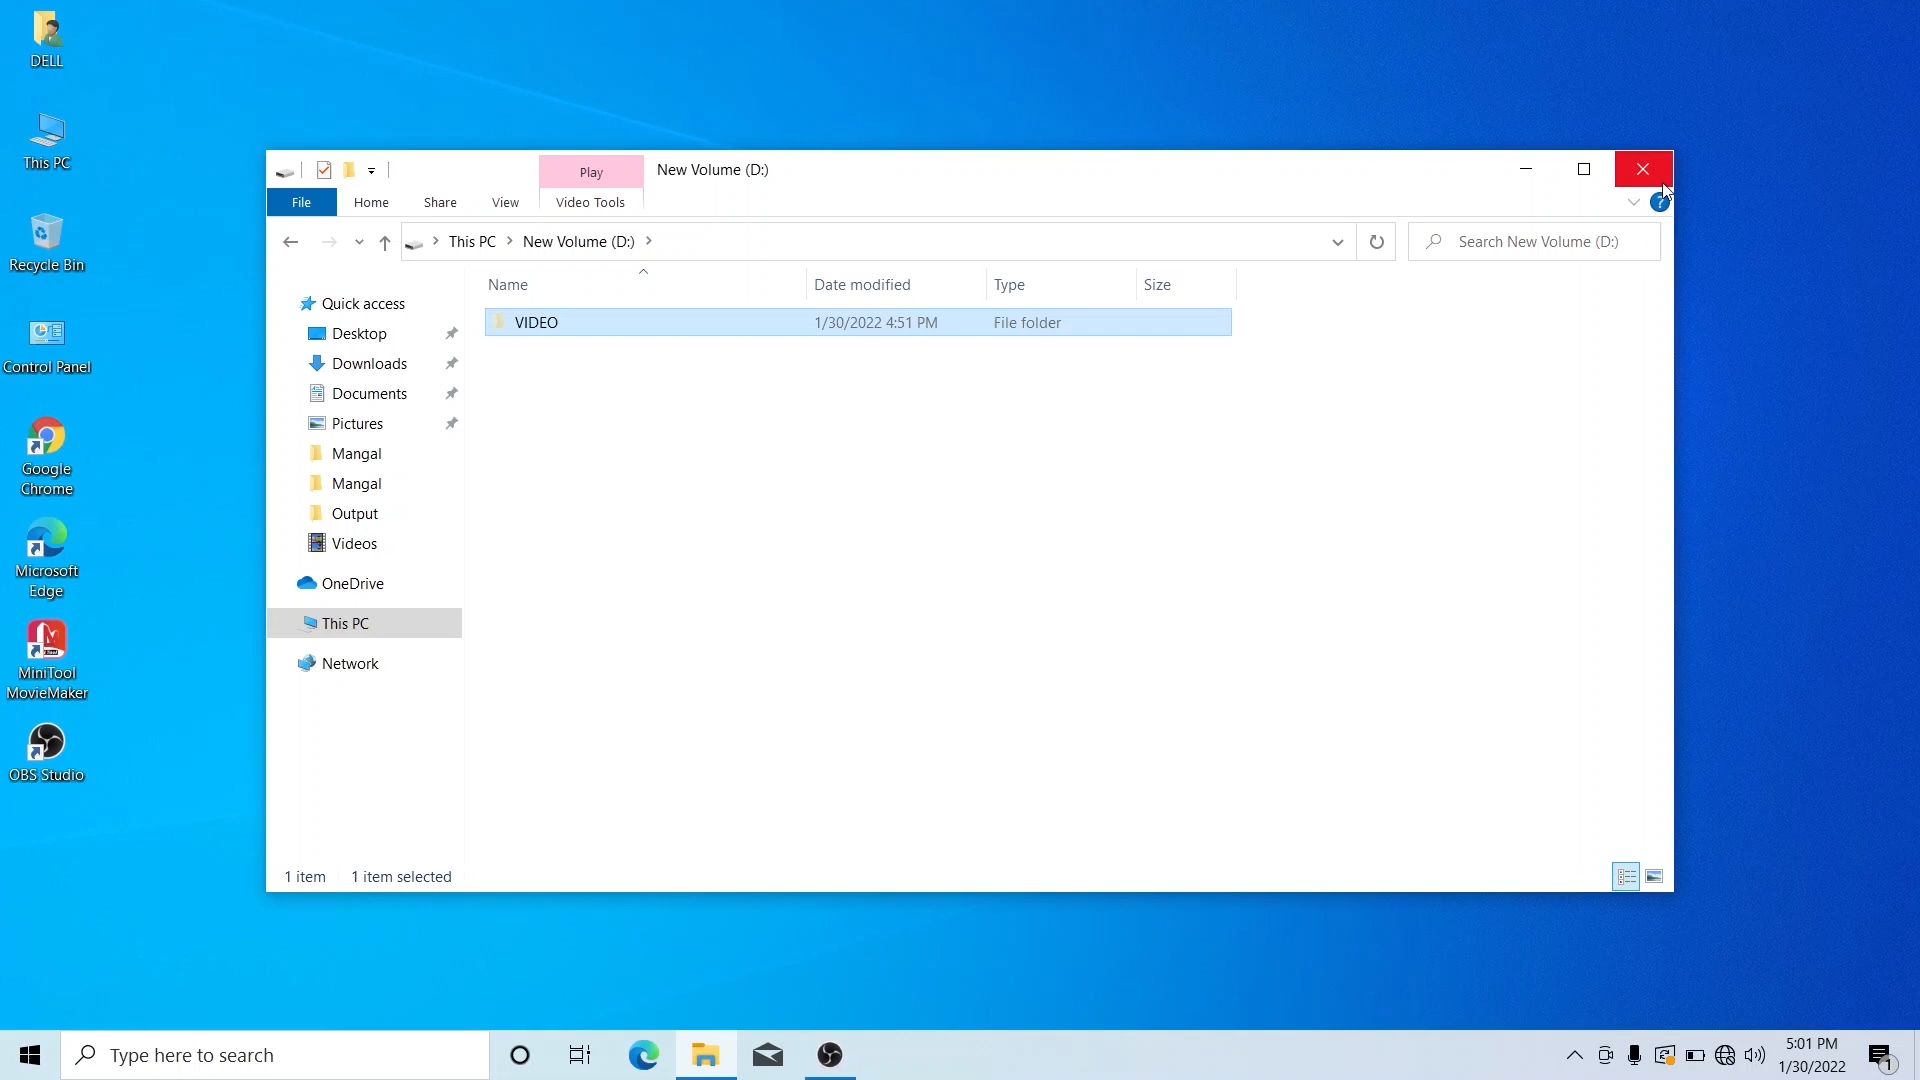 DELL
This PC
Recycle Bin
Control Panel
Google
Chrome
Microsoft
Edge
MiniTool
MovieMaker
OBS Studio
Play
New Volume (D:)
File
Home
Share
View
Video Tools
This PC
New Volume (D:)
Search New Volume (D:)
Name
Date modified
Type
Size
VIDEO
1/30/2022 4:51 PM
File folder
Quick access
Desktop
Downloads
Documents
Pictures
Mangal
Mangal
Output
Videos
OneDrive
This PC
Network
1 item
1 item selected
Type here to search
5:01 PM
1/30/2022
1